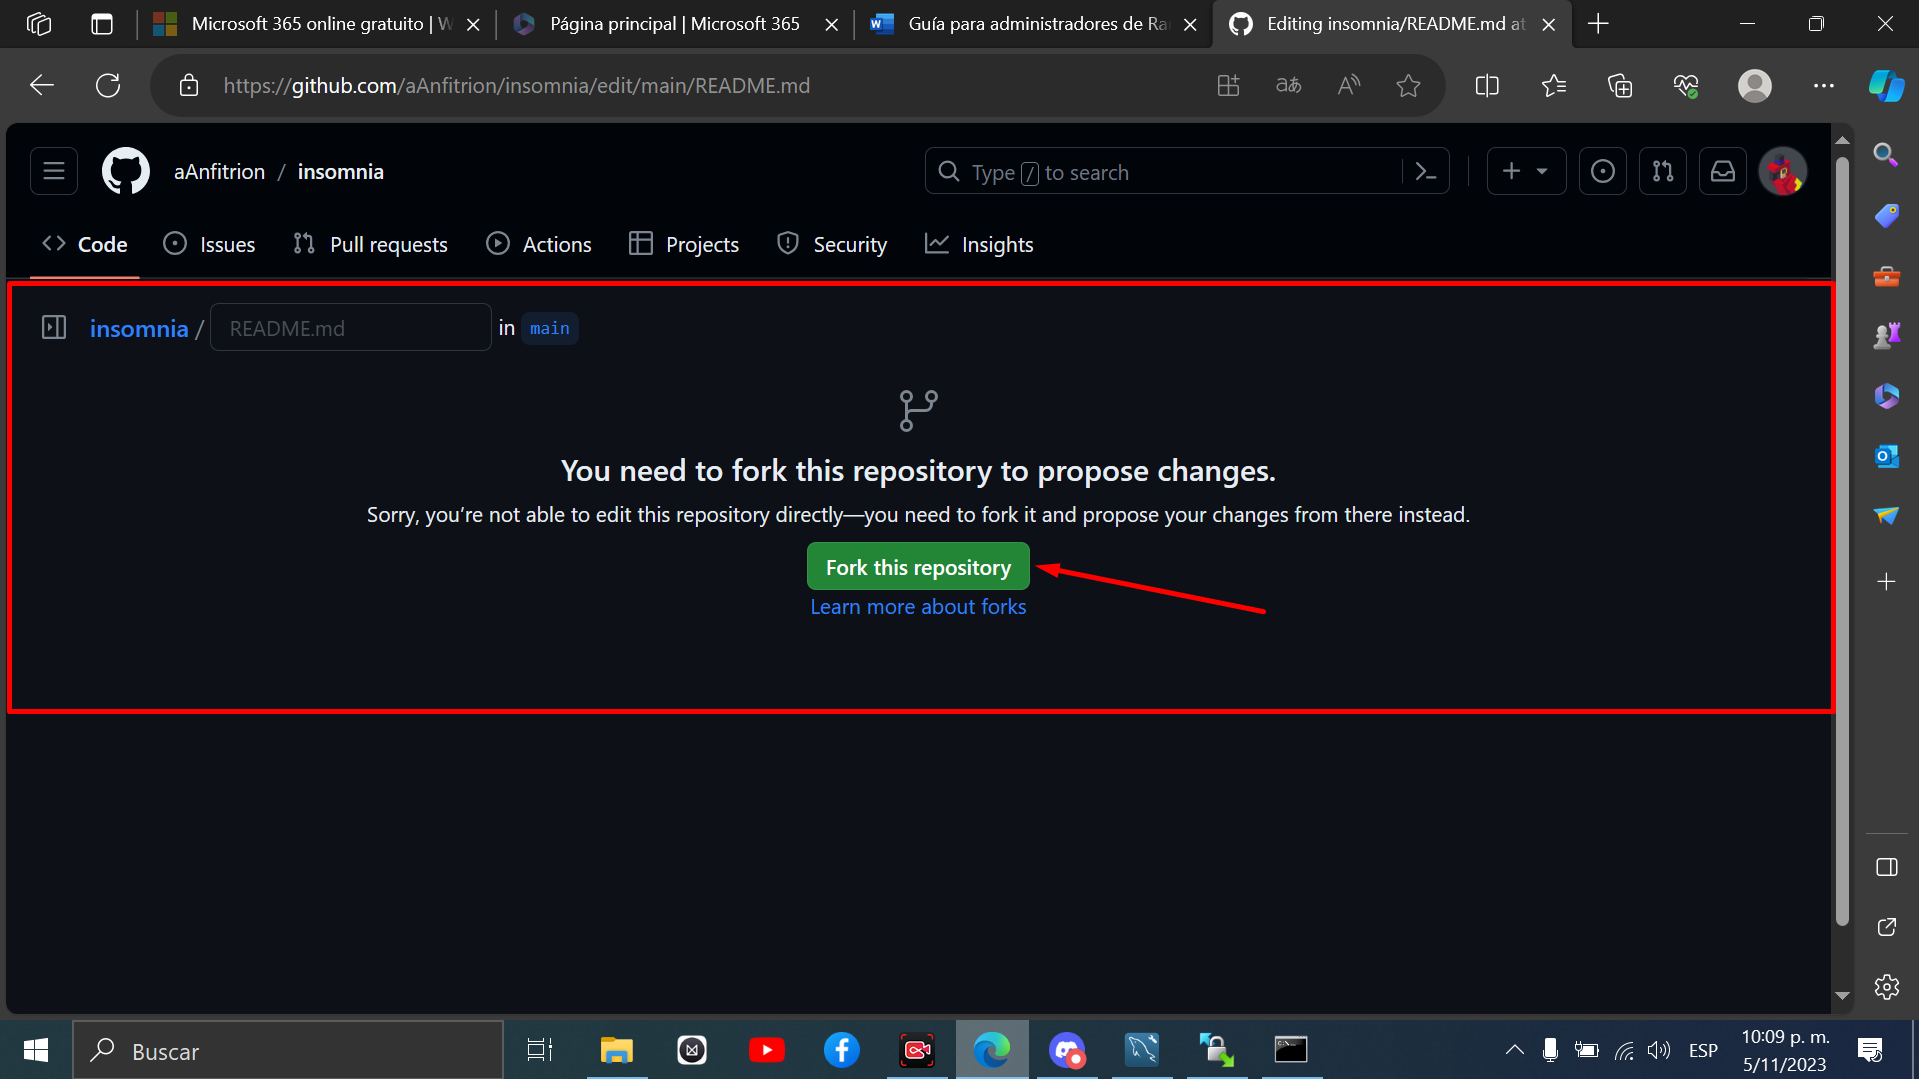 Microsoft 365 online gratuito | W
Página principal | Microsoft 365
Guía para administradores de Ra
Editing insomnia/README.md at
https://github.com/aAnfitrion/insomnia/edit/main/README.md
aAnfitrion / insomnia
Type / to search
Code
Issues
Pull requests
Actions
Projects
Security
Insights
insomnia / README.md in main
You need to fork this repository to propose changes.
Sorry, you’re not able to edit this repository directly—you need to fork it and propose your changes from there instead.
Fork this repository
Learn more about forks
Buscar
ESP
10:09 p. m.
5/11/2023